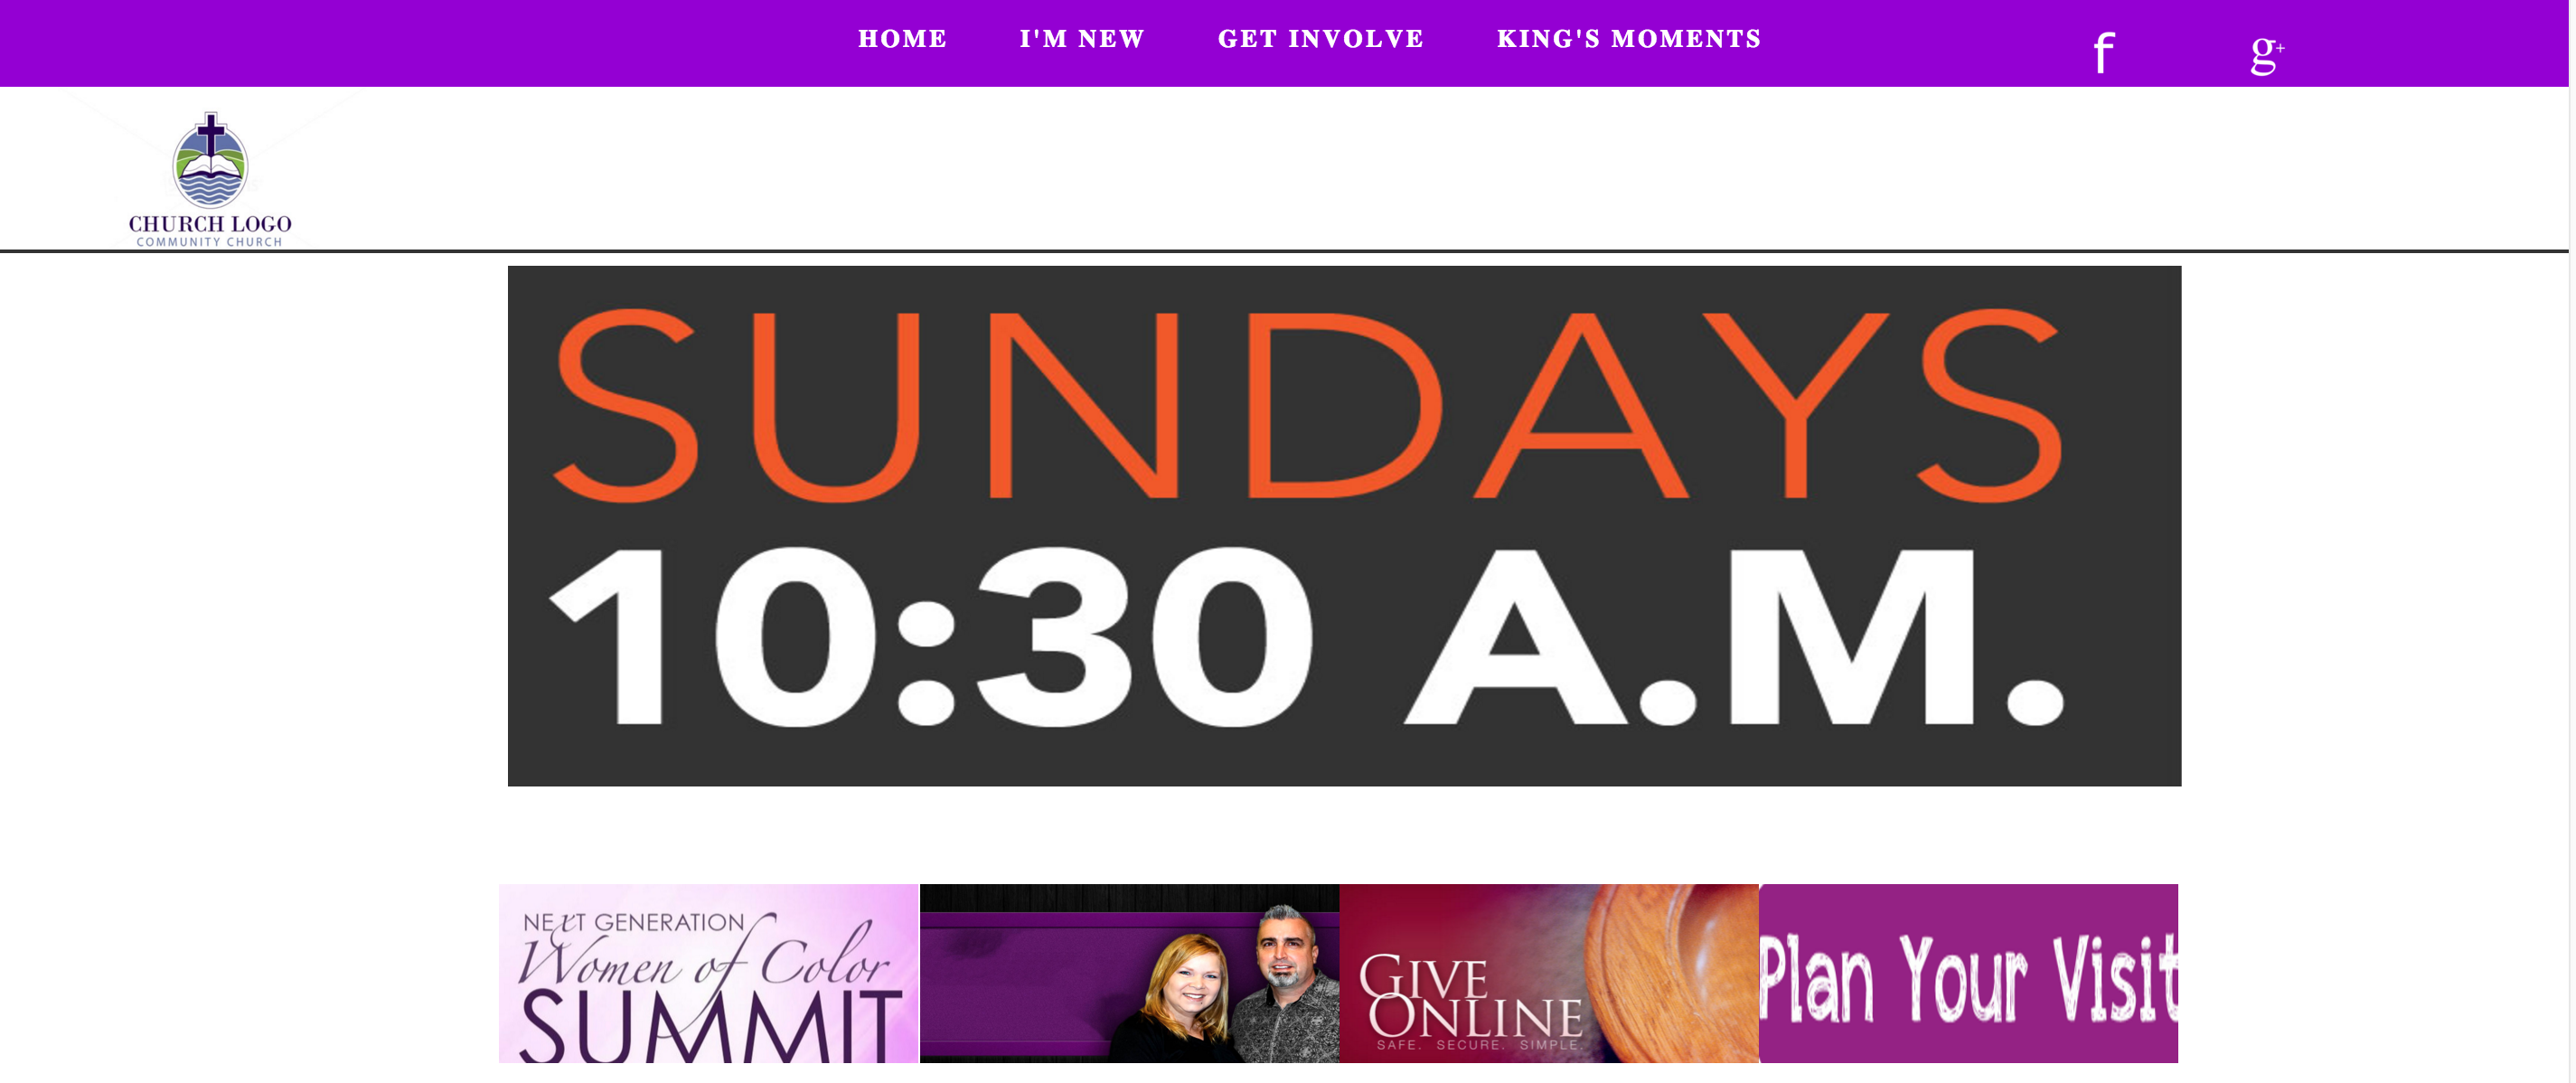 HOME I'M NEW GET INVOLVE KING'S MOMENTS f g+
CHURCH LOGO
COMMUNITY CHURCH
SUNDAYS
10:30 A.M.
NEXT GENERATION
Women of Color
SUMMIT
GIVE
ONLINE
SAFE. SECURE. SIMPLE.
Plan Your Visit